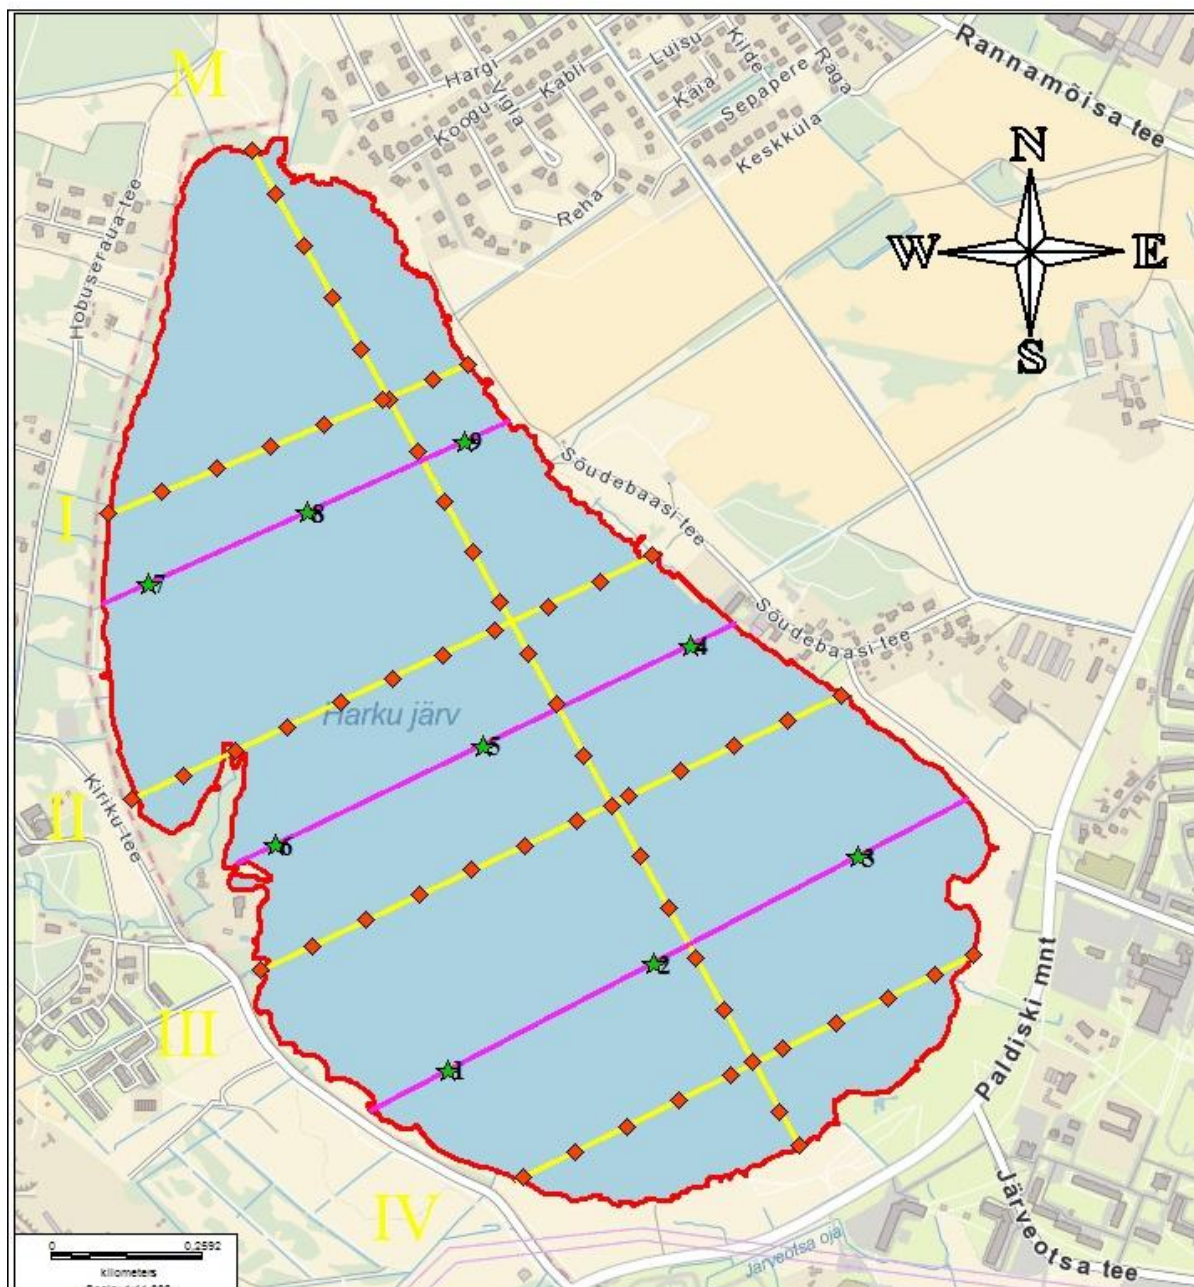 M
Hargi
Koogu
Vigla
Kabli
Luisu
Käia
Kilde
Sepapere
Raga
Keskküla
Reha
Rannamõisa tee
N
W
E
S
Hobuseraua-tee
Sõudebaasi-tee
Sõudebaasi-tee
I
9
8
7
4
Harku järv
5
Kiriku-tee
II
6
3
2
Paldiski mnt
III
1
IV
Järveotsa oja
Järveotsa tee
0
0,2592
kilometers